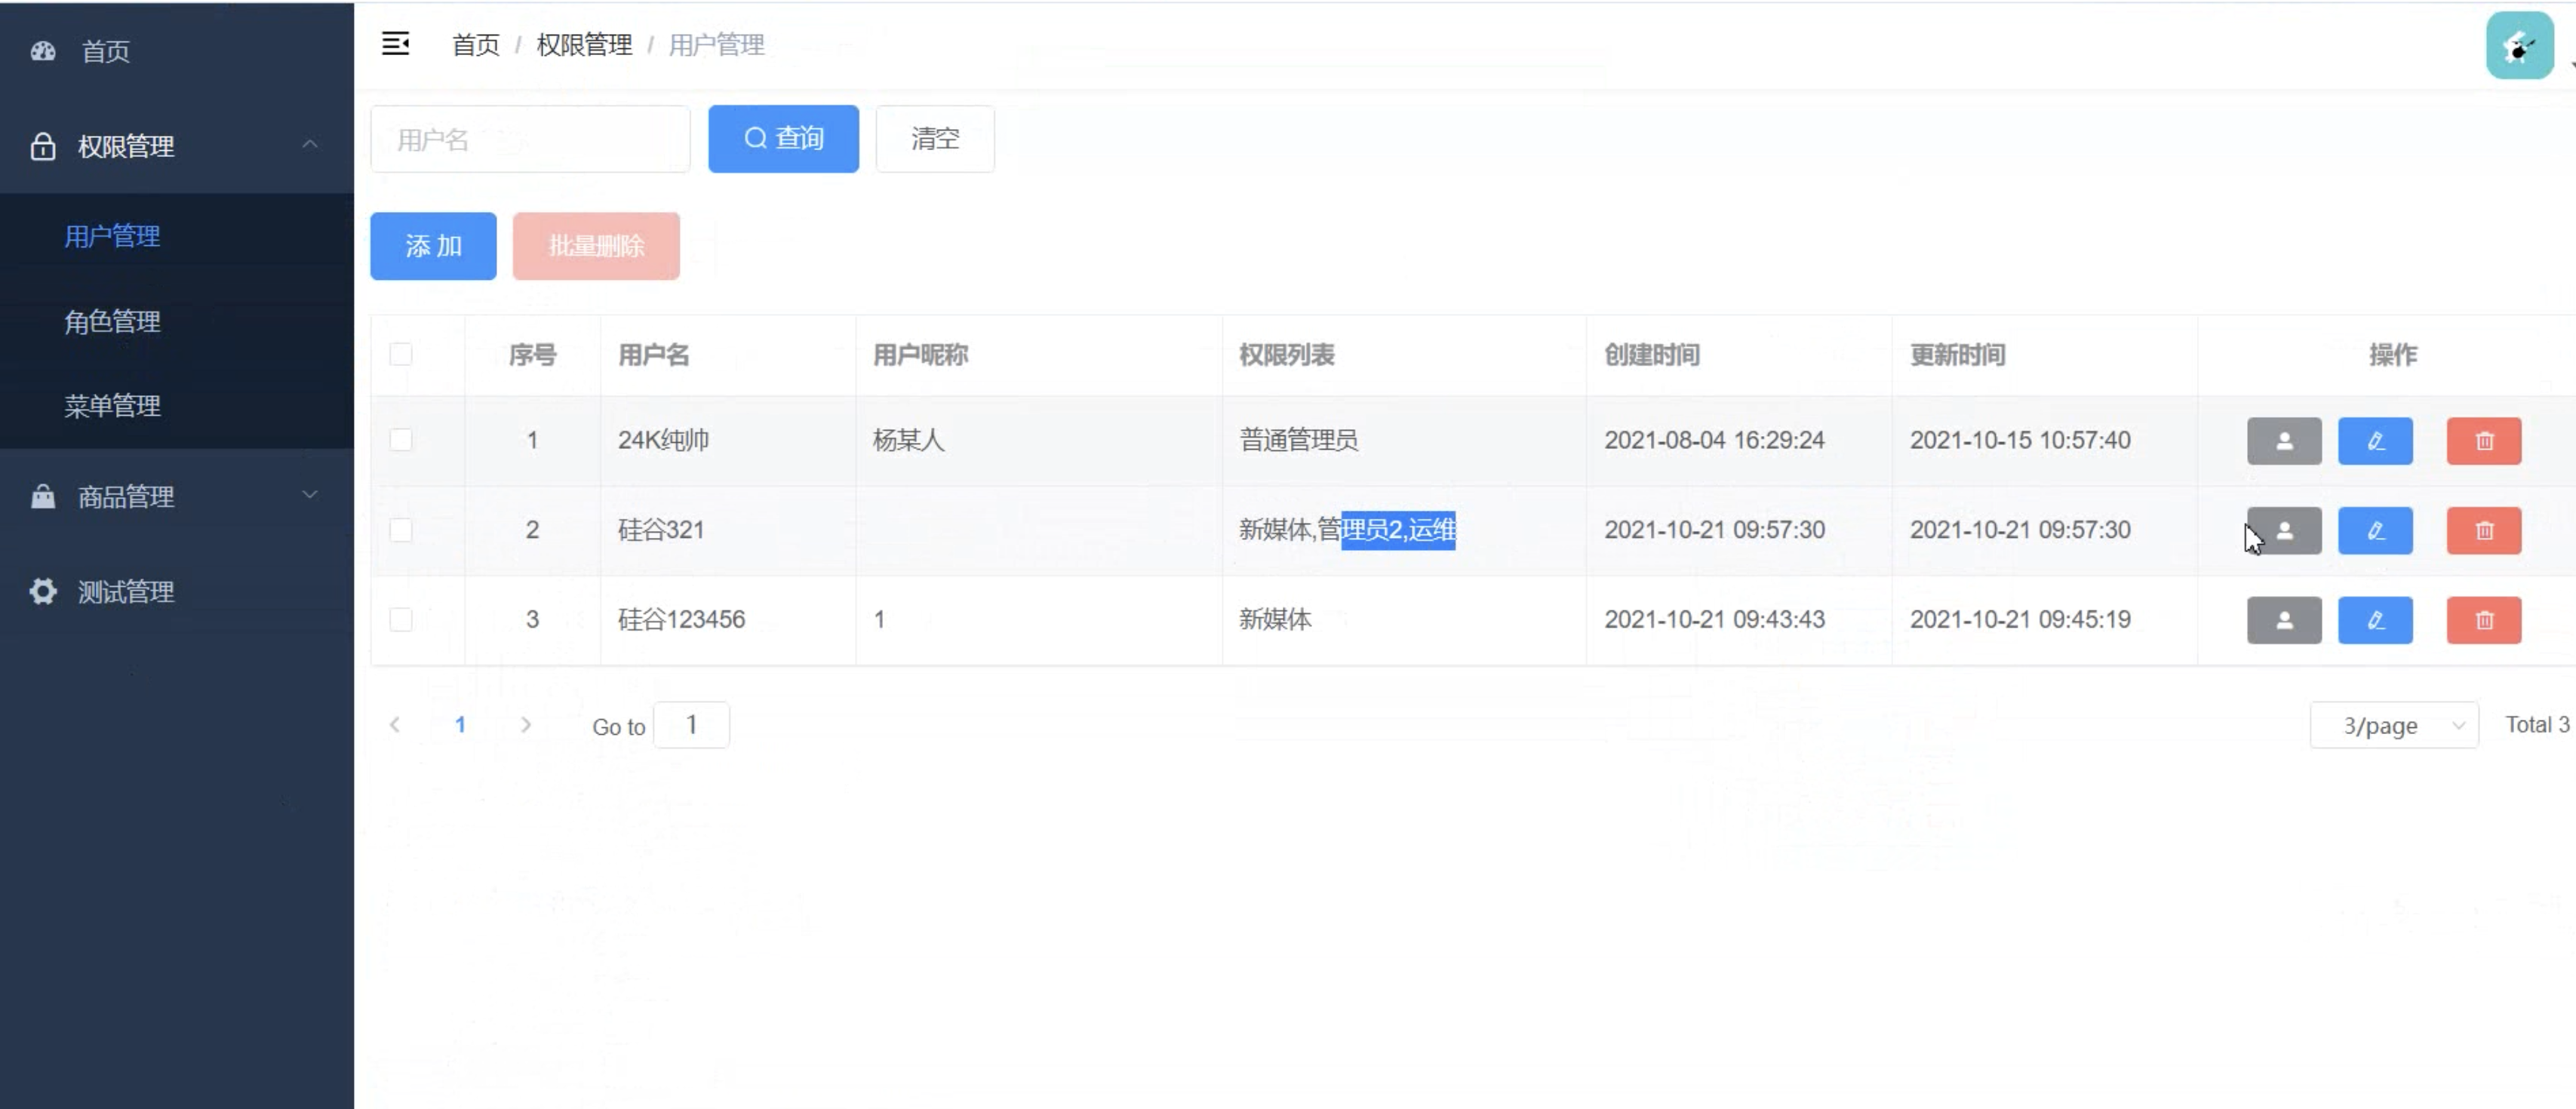 首页
权限管理
用户管理
角色管理
菜单管理
商品管理
测试管理
首页 / 权限管理 / 用户管理
用户名 查询 清空
添加 批量删除
序号 用户名 用户昵称 权限列表 创建时间 更新时间 操作
1 24K纯帅 杨某人 普通管理员 2021-08-04 16:29:24 2021-10-15 10:57:40
2 硅谷321 新媒体,管理员2,运维 2021-10-21 09:57:30 2021-10-21 09:57:30
3 硅谷123456 1 新媒体 2021-10-21 09:43:43 2021-10-21 09:45:19
1 Go to 1 3/page Total 3